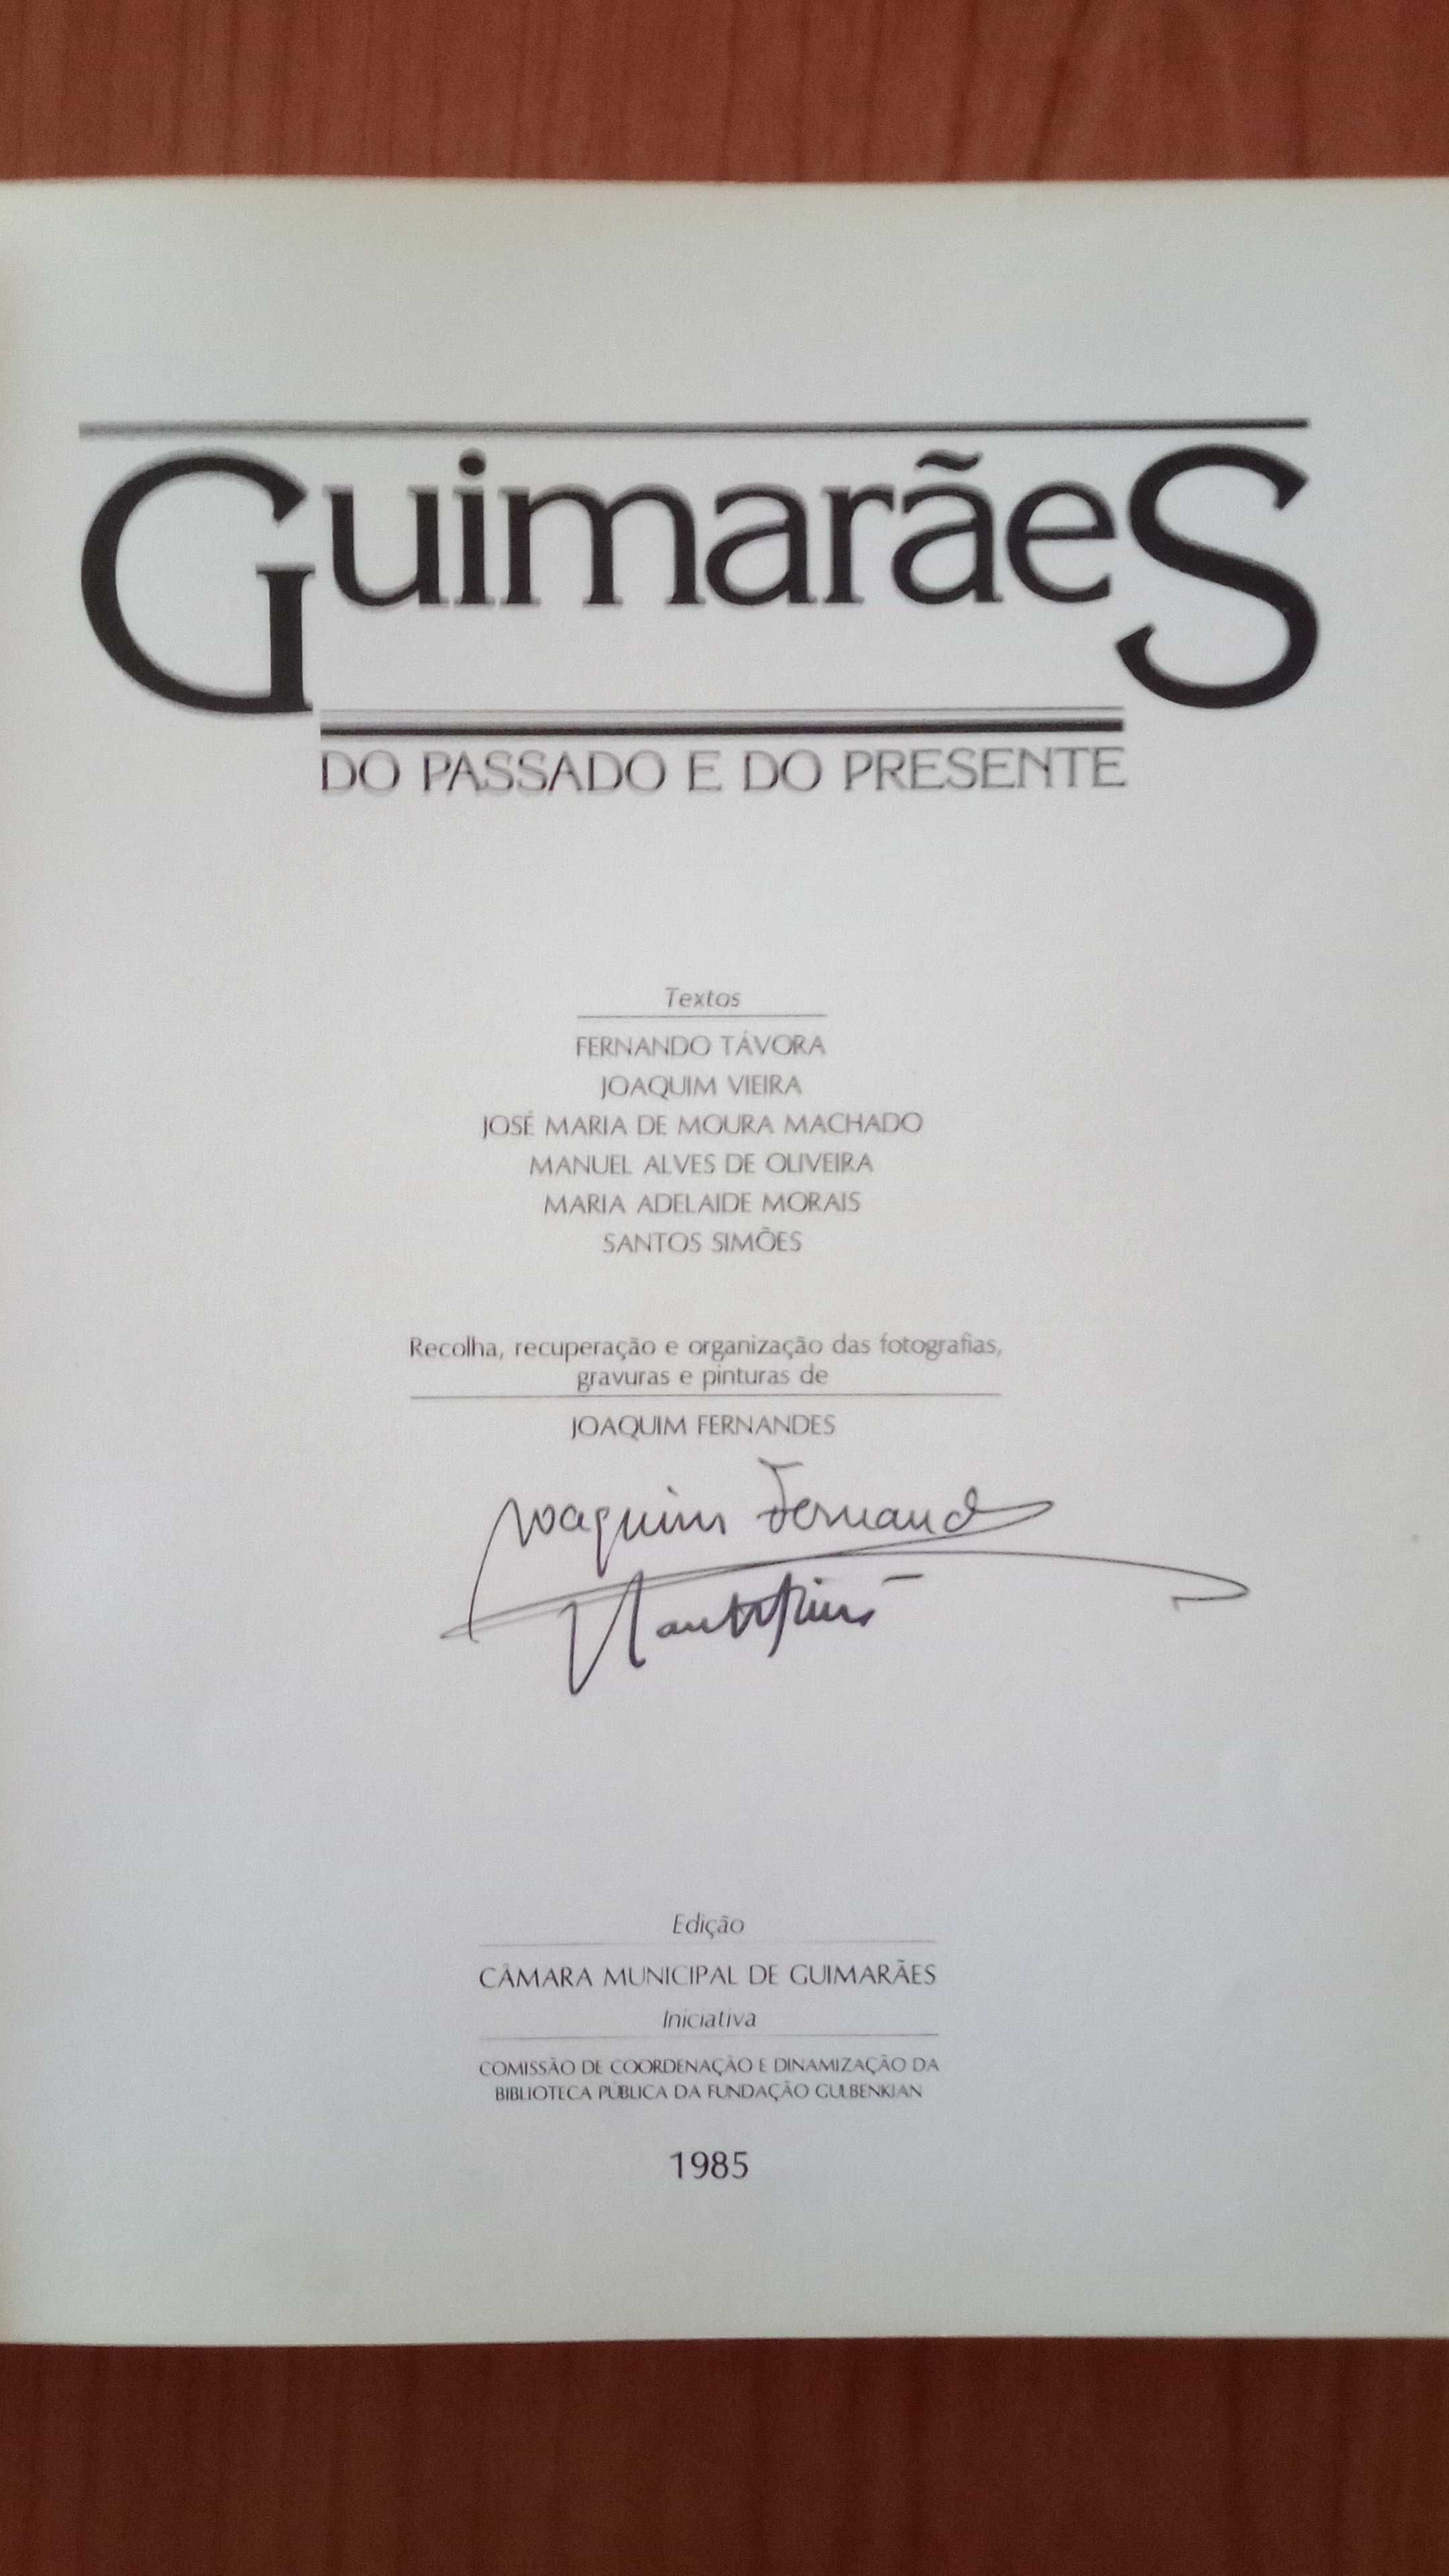 Guimarães
DO PASSADO E DO PRESENTE
Textos
FERNANDO TÁVORA
JOAQUIM VIEIRA
JOSÉ MARIA DE MOURA MACHADO
MANUEL ALVES DE OLIVEIRA
MARIA ADELAIDE MORAIS
SANTOS SIMÕES
Recolha, recuperação e organização das fotografias,
gravuras e pinturas de
JOAQUIM FERNANDES
Joaquim Fernand
Edição
CÂMARA MUNICIPAL DE GUIMARÃES
Iniciativa
COMISSÃO DE COORDENAÇÃO E DINAMIZAÇÃO DA
BIBLIOTECA PÚBLICA DA FUNDAÇÃO GULBENKIAN
1985